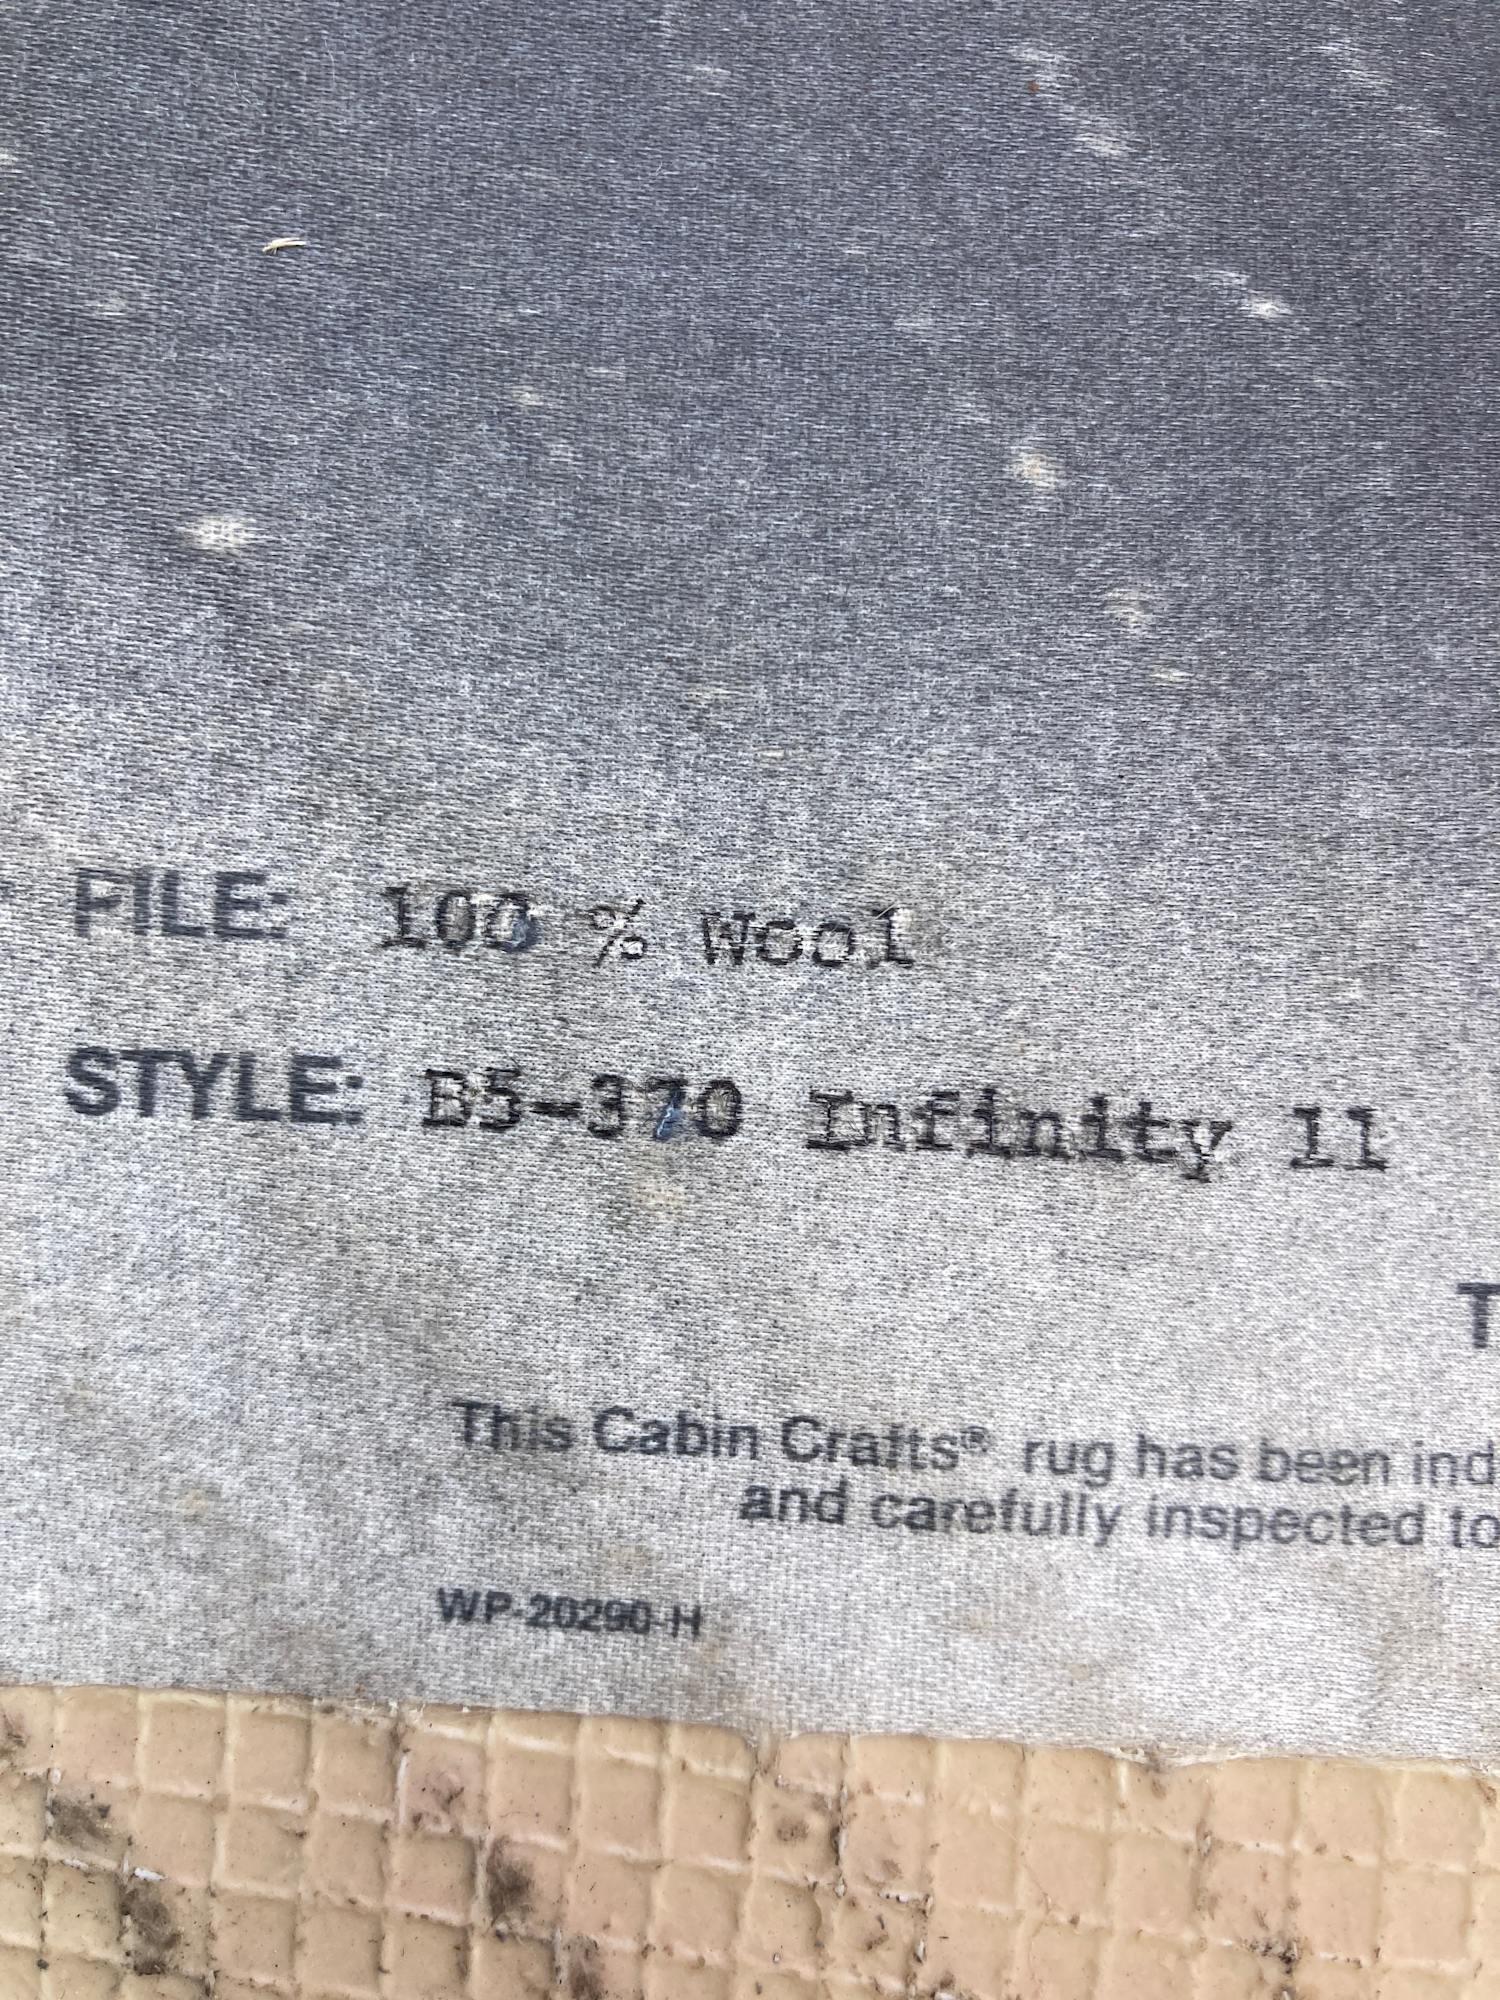 PILE: 100 % Wool
STYLE: B5-370 Infinity 11
T
This Cabin Crafts® rug has been ind
and carefully inspected to
WP-20290-H